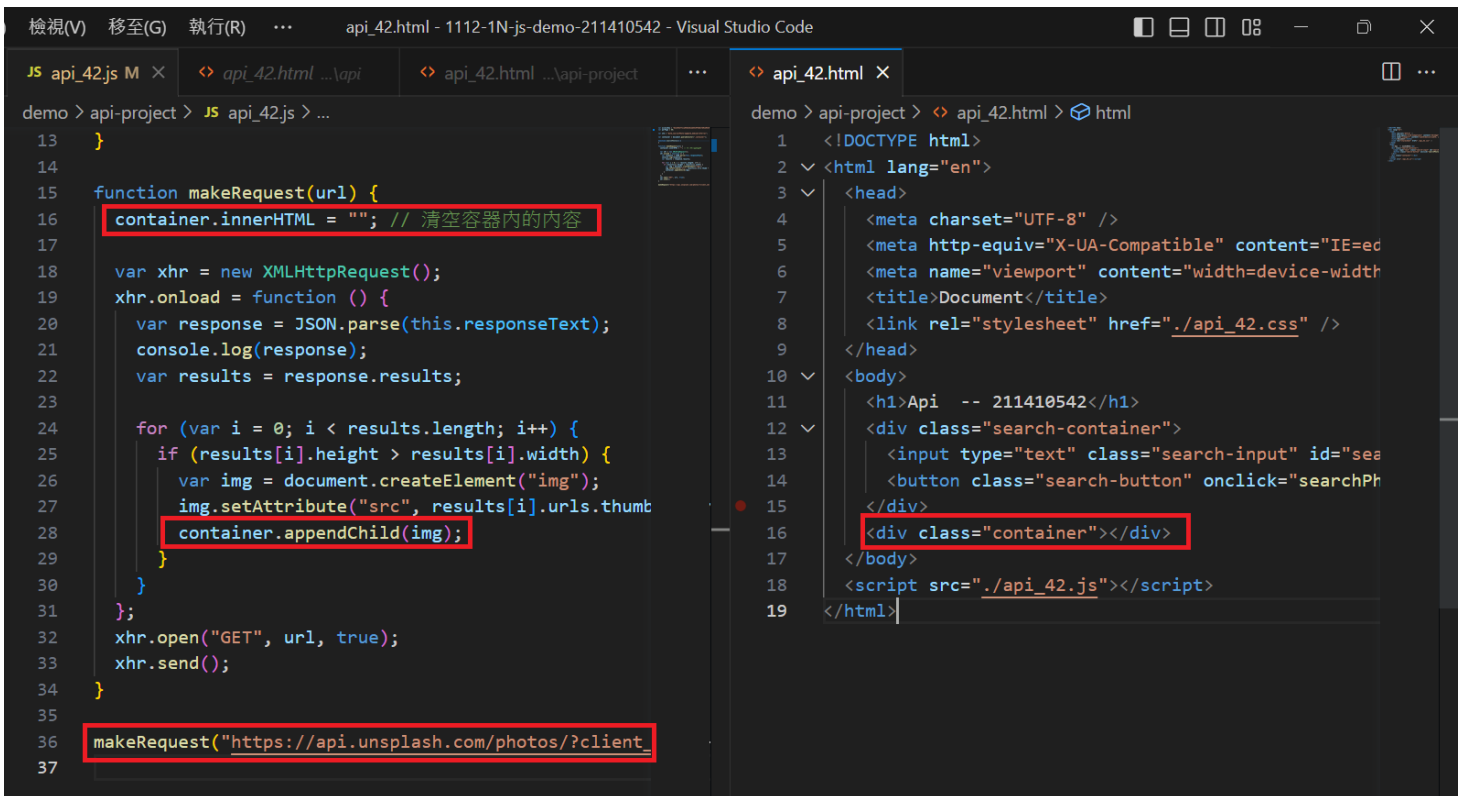 檢視(V) 移至(G) 執行(R) ··· api_42.html - 1112-1N-js-demo-211410542 - Visual Studio Code
JS api_42.js M × <> api_42.html ...\api <> api_42.html ...\api-project ···
demo > api-project > JS api_42.js > ...
13 }
14
15 function makeRequest(url) {
16 container.innerHTML = ""; // 清空容器內的內容
17
18 var xhr = new XMLHttpRequest();
19 xhr.onload = function () {
20 var response = JSON.parse(this.responseText);
21 console.log(response);
22 var results = response.results;
23
24 for (var i = 0; i < results.length; i++) {
25 if (results[i].height > results[i].width) {
26 var img = document.createElement("img");
27 img.setAttribute("src", results[i].urls.thumb
28 container.appendChild(img);
29 }
30 }
31 };
32 xhr.open("GET", url, true);
33 xhr.send();
34 }
35
36 makeRequest("https://api.unsplash.com/photos/?client_
37
<> api_42.html × ···
demo > api-project > <> api_42.html > html
1 <!DOCTYPE html>
2 <html lang="en">
3 <head>
4 <meta charset="UTF-8" />
5 <meta http-equiv="X-UA-Compatible" content="IE=ed
6 <meta name="viewport" content="width=device-width
7 <title>Document</title>
8 <link rel="stylesheet" href="./api_42.css" />
9 </head>
10 <body>
11 <h1>Api -- 211410542</h1>
12 <div class="search-container">
13 <input type="text" class="search-input" id="sea
14 <button class="search-button" onclick="searchPh
15 </div>
16 <div class="container"></div>
17 </body>
18 <script src="./api_42.js"></script>
19 </html>